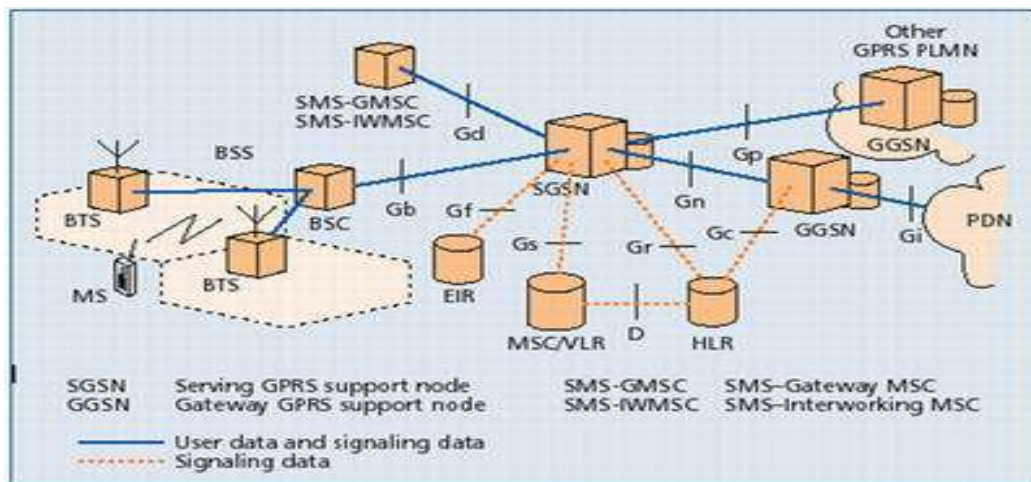 Other
GPRS PLMN
SMS-GMSC
SMS-IWMSC
Gd
Gp
GGSN
BSS
SGSN
Gn
BTS
BSC
Gb
Gf
Gs
Gr
Gc
GGSN
Gi
PDN
MS
BTS
EIR
MSC/VLR
D
HLR
SGSN Serving GPRS support node SMS-GMSC SMS–Gateway MSC
GGSN Gateway GPRS support node SMS-IWMSC SMS–Interworking MSC
User data and signaling data
Signaling data